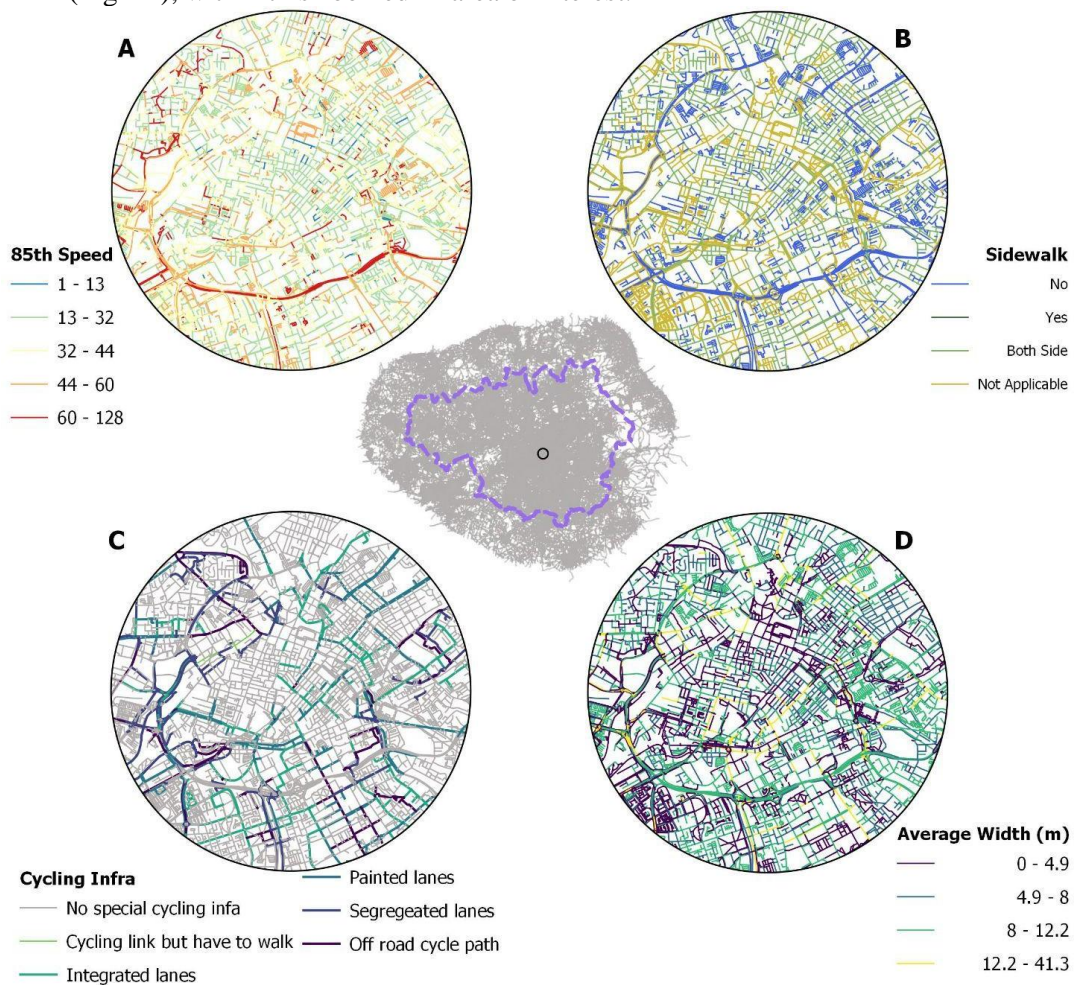 A
B
85th Speed
1 - 13
13 - 32
32 - 44
44 - 60
60 - 128
Sidewalk
No
Yes
Both Side
Not Applicable
C
D
Cycling Infra
No special cycling infa
Cycling link but have to walk
Integrated lanes
Painted lanes
Segregeated lanes
Off road cycle path
Average Width (m)
0 - 4.9
4.9 - 8
8 - 12.2
12.2 - 41.3